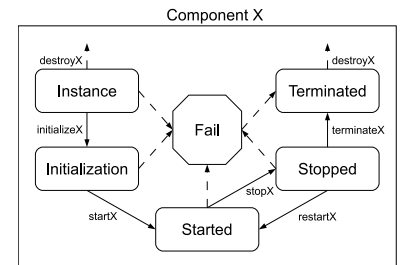 Component X
destroyX
destroyX
Instance
Terminated
Fail
initializeX
terminateX
Initialization
Stopped
stopX
startX
restartX
Started